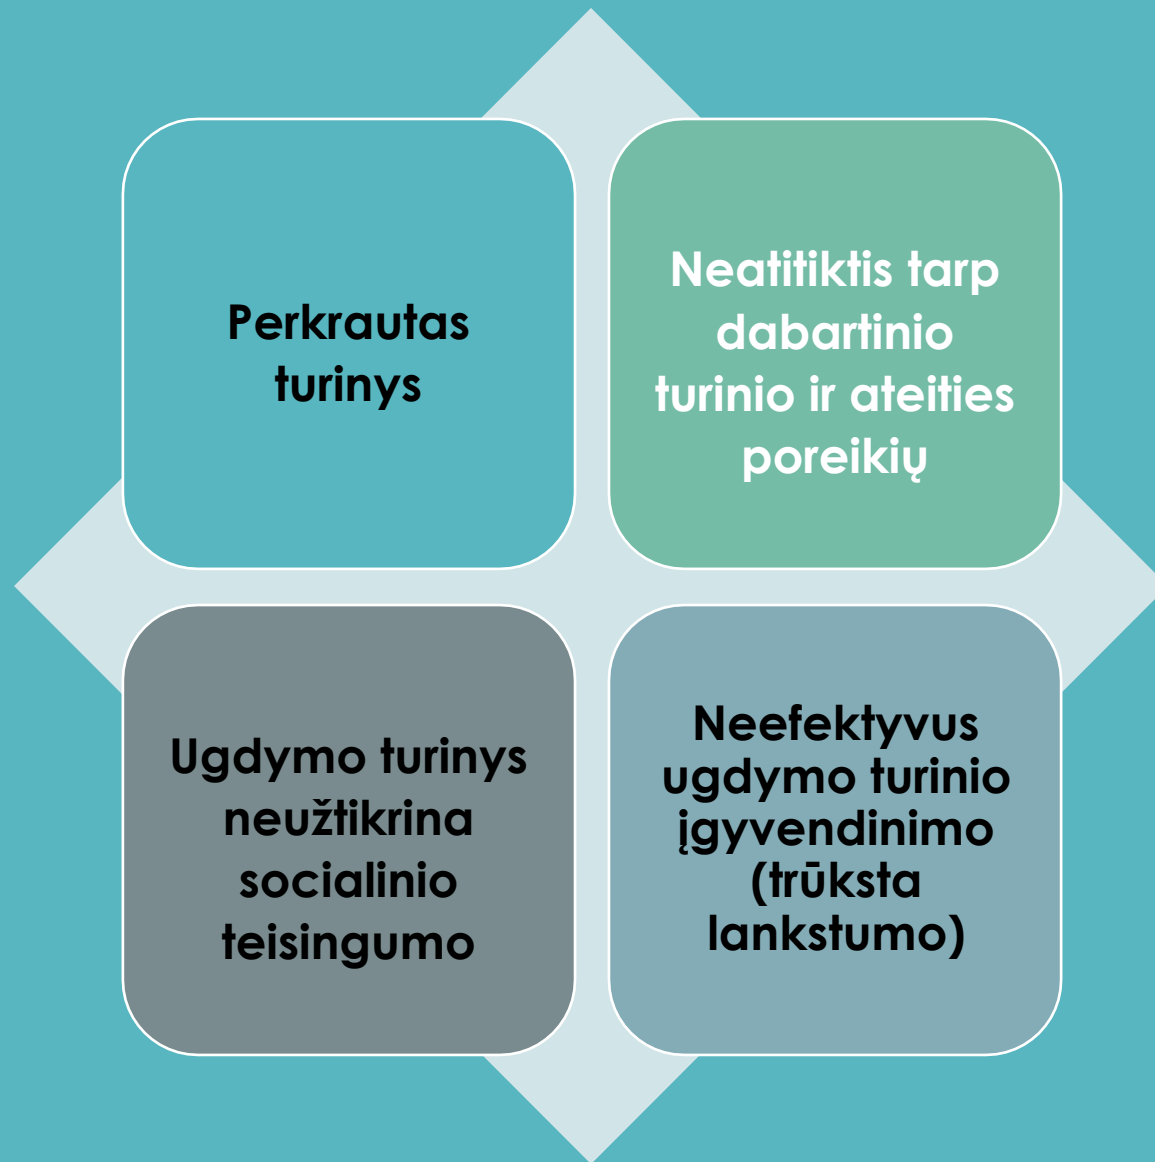 Perkrautas
turinys
Neatitiktis tarp
dabartinio
turinio ir ateities
poreikių
Ugdymo turinys
neužtikrina
socialinio
teisingumo
Neefektyvus
ugdymo turinio
įgyvendinimo
(trūksta
lankstumo)